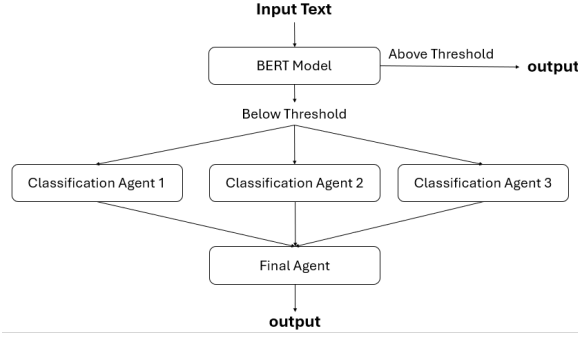 Input Text
BERT Model
Above Threshold
output
Below Threshold
Classification Agent 1
Classification Agent 2
Classification Agent 3
Final Agent
output